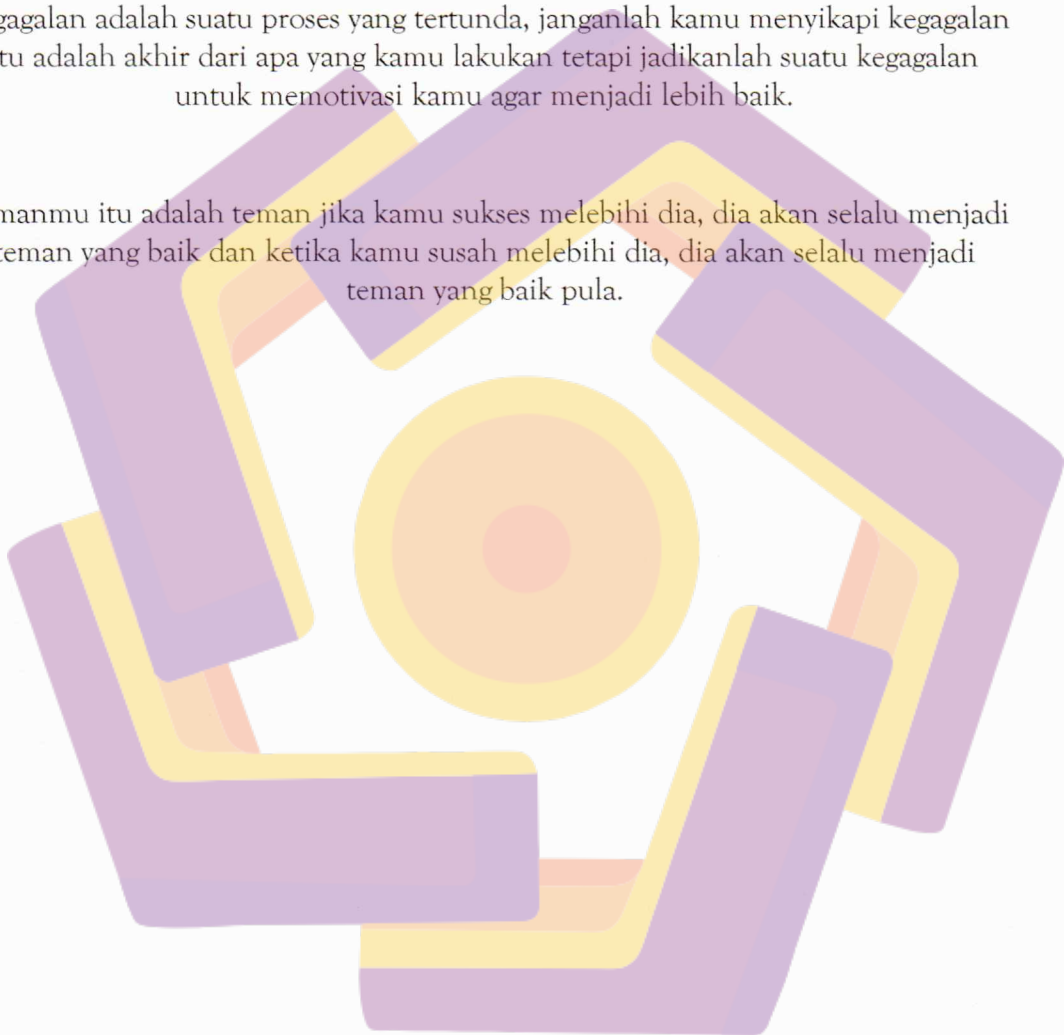 gagalan adalah suatu proses yang tertunda, janganlah kamu menyikapi kegagalan
tu adalah akhir dari apa yang kamu lakukan tetapi jadikanlah suatu kegagalan
untuk memotivasi kamu agar menjadi lebih baik.
manmu itu adalah teman jika kamu sukses melebihi dia, dia akan selalu menjadi
teman yang baik dan ketika kamu susah melebihi dia, dia akan selalu menjadi
teman yang baik pula.